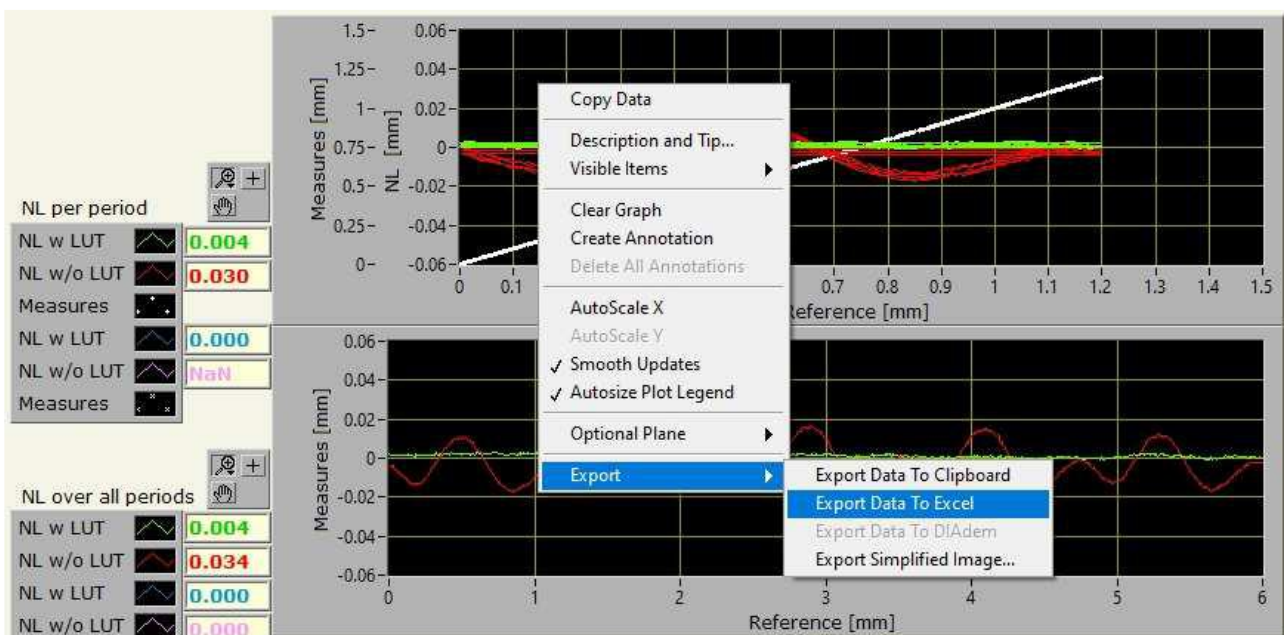 NL per period
NL w LUT 0.004
NL w/o LUT 0.030
Measures
NL w LUT 0.000
NL w/o LUT NaN
Measures
NL over all periods
NL w LUT 0.004
NL w/o LUT 0.034
NL w LUT 0.000
NL w/o LUT 0.000
Measures [mm]
1.5-
1.25-
1-
0.75-
0.5-
0.25-
0-
NL [mm]
0.06-
0.04-
0.02-
0-
-0.02-
-0.04-
-0.06-
0 0.1 0.7 0.8 0.9 1 1.1 1.2 1.3 1.4 1.5
Reference [mm]
Copy Data
Description and Tip...
Visible Items
Clear Graph
Create Annotation
Delete All Annotations
AutoScale X
AutoScale Y
Smooth Updates
Autosize Plot Legend
Optional Plane
Export
Export Data To Clipboard
Export Data To Excel
Export Data To DIAdem
Export Simplified Image...
Measures [mm]
0.06-
0.04-
0.02-
0-
-0.02-
-0.04-
-0.06-
0 1 2 3 4 5 6
Reference [mm]